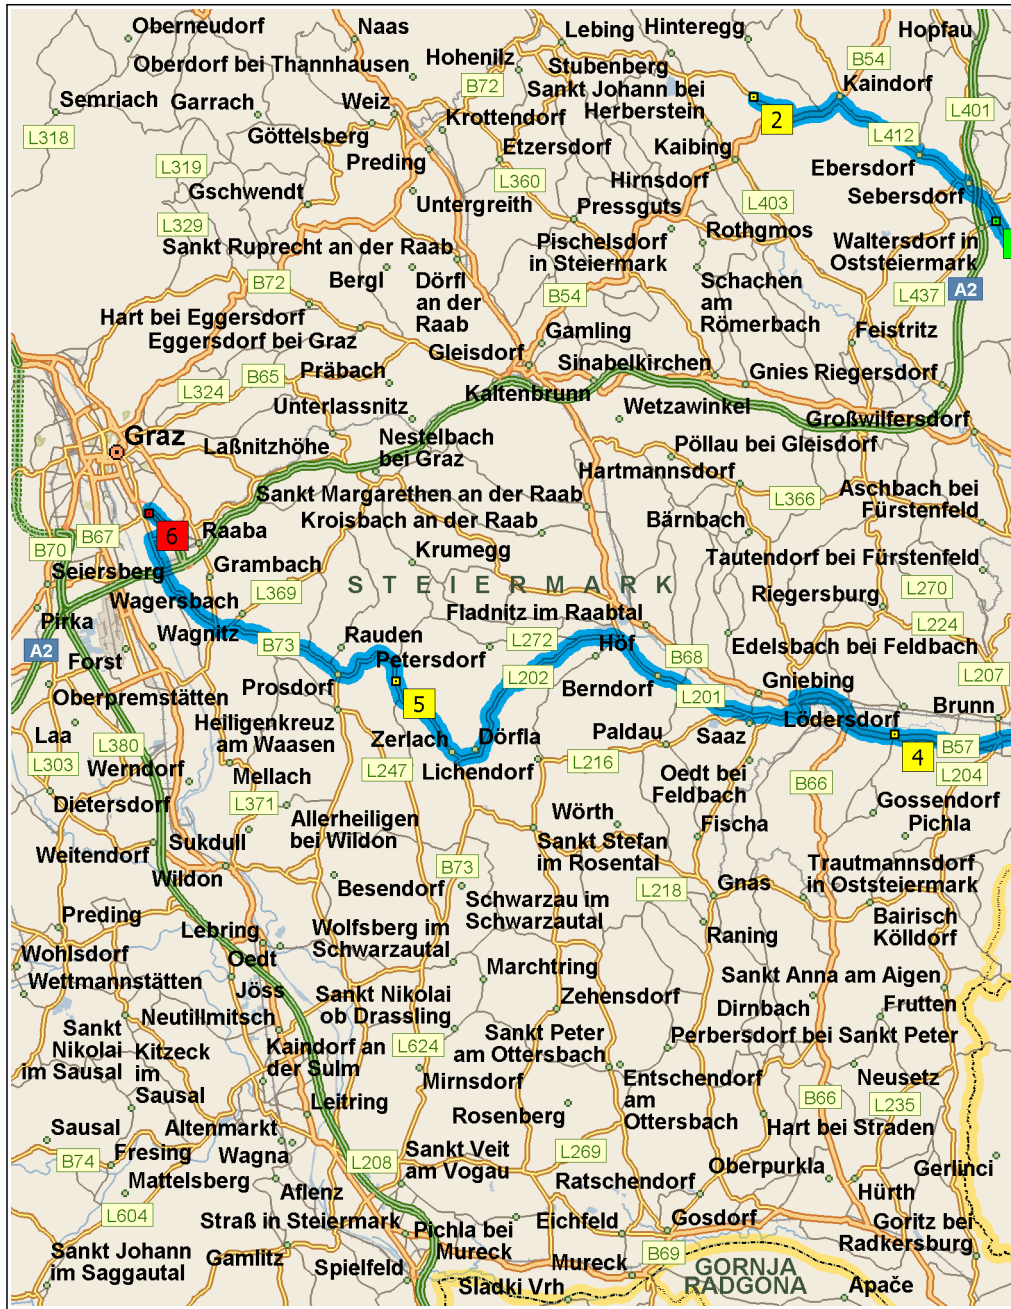 Oberneudorf
Naas
Lebing
Hinteregg
Hopfau
Oberdorf bei Thannhausen
Hohenilz
Stubenberg
B54
Kaindorf
Semriach
Garrach
Weiz
B72
Sankt Johann bei
Herberstein
L401
L318
Göttelsberg
Krottendorf
2
L412
Preding
Etzersdorf
Kaibing
Ebersdorf
L319
Gschwendt
L360
Hirnsdorf
Sebersdorf
Untergreith
Pressguts
L403
L329
Sankt Ruprecht an der Raab
Pischelsdorf
in Steiermark
Rothgmos
Waltersdorf in
Oststeiermark
B72
Bergl
Dörfl
an der
Raab
B54
Schachen
am
Römerbach
L437
A2
Hart bei Eggersdorf
Eggersdorf bei Graz
Gamling
Feistritz
Gleisdorf
Sinabelkirchen
L324
B65
Präbach
Kaltenbrunn
Gnies
Riegersdorf
Unterlassnitz
Wetzawinkel
Großwilfersdorf
Graz
Laßnitzhöhe
Nestelbach
bei Graz
Pöllau bei Gleisdorf
Hartmannsdorf
Sankt Margarethen an der Raab
L366
Aschbach bei
Fürstenfeld
B67
6
Raaba
Kroisbach an der Raab
Bärnbach
B70
Seiersberg
Grambach
Krumegg
Tautendorf bei Fürstenfeld
STEIERMARK
L270
Wagersbach
L369
Fladnitz im Raabtal
Riegersburg
Pirka
Wagnitz
B73
Rauden
L272
Höf
L224
A2
Forst
Petersdorf
B68
Edelsbach bei Feldbach
Oberpremstätten
Prosdorf
5
L202
Berndorf
L201
Gniebing
L207
Laa
L380
Heiligenkreuz
am Waasen
Zerlach
Dörfla
Paldau
Saaz
Lödersdorf
Brunn
L303
Werndorf
Mellach
L247
Lichendorf
L216
Oedt bei
Feldbach
B66
4
B57
L204
Dietersdorf
L371
Allerheiligen
bei Wildon
Wörth
Fischa
Gossendorf
Pichla
Weitendorf
Sukdull
Sankt Stefan
im Rosental
Trautmannsdorf
in Oststeiermark
Wildon
B73
Besendorf
L218
Gnas
Preding
Schwarzau im
Schwarzautal
Bairisch
Kölldorf
Lebring
Wolfsberg im
Schwarzautal
Raning
Wohlsdorf
Oedt
Marchtring
Sankt Anna am Aigen
Wettmannstätten
Jöss
Sankt Nikolai
ob Drassling
Zehensdorf
Dirnbach
Frutten
Neutillmitsch
Sankt
Nikolai
im Sausal
Kitzeck
im
Sausal
Kaindorf an
der Sulm
L624
Sankt Peter
am Ottersbach
Perbersdorf bei Sankt Peter
Mirnsdorf
Entschendorf
am
Ottersbach
Neusetz
Leitring
Rosenberg
B66
L235
Sausal
Altenmarkt
Hart bei Straden
B74
Fresing
Wagna
L208
Sankt Veit
am Vogau
L269
Oberpurkla
Gerlinci
Mattelsberg
Aflenz
Ratschendorf
Hürth
L604
Straß in Steiermark
Pichla bei
Mureck
Eichfeld
Gosdorf
Goritz bei
Radkersburg
Sankt Johann
im Saggautal
Gamlitz
Spielfeld
Mureck
B69
GORNJA
RADGONA
Sladki Vrh
Apače